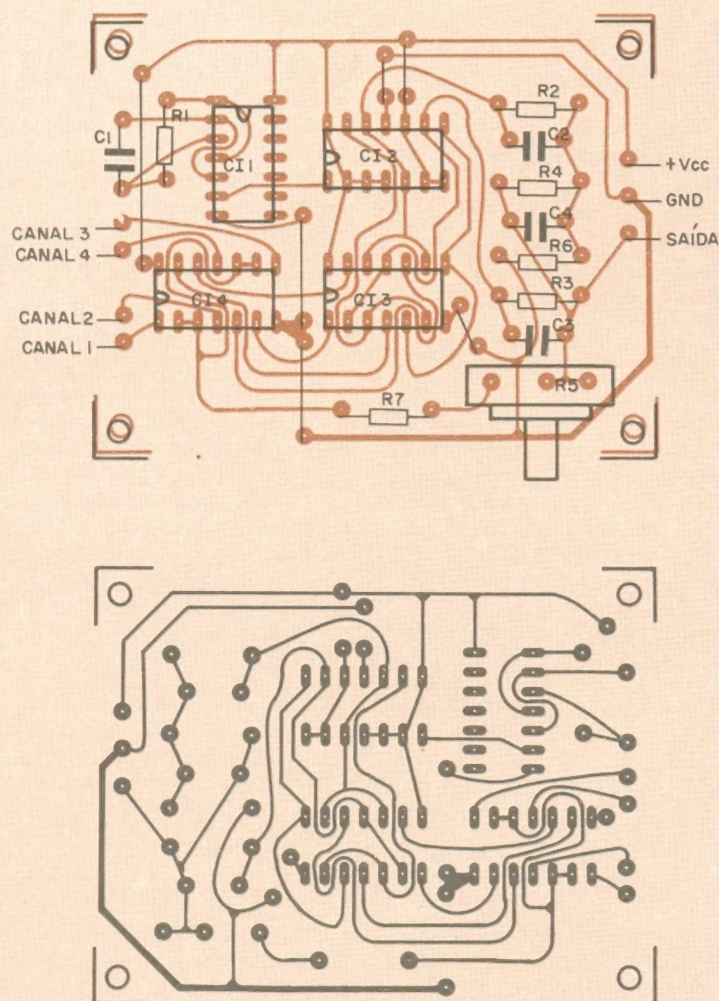 R2
R1
C1
CI1
CI2
C2
R4
+Vcc
GND
C4
CANAL 3
CANAL 4
SAÍDA
R6
R3
CI4
CI3
CANAL2
CANAL 1
C3
R5
R7